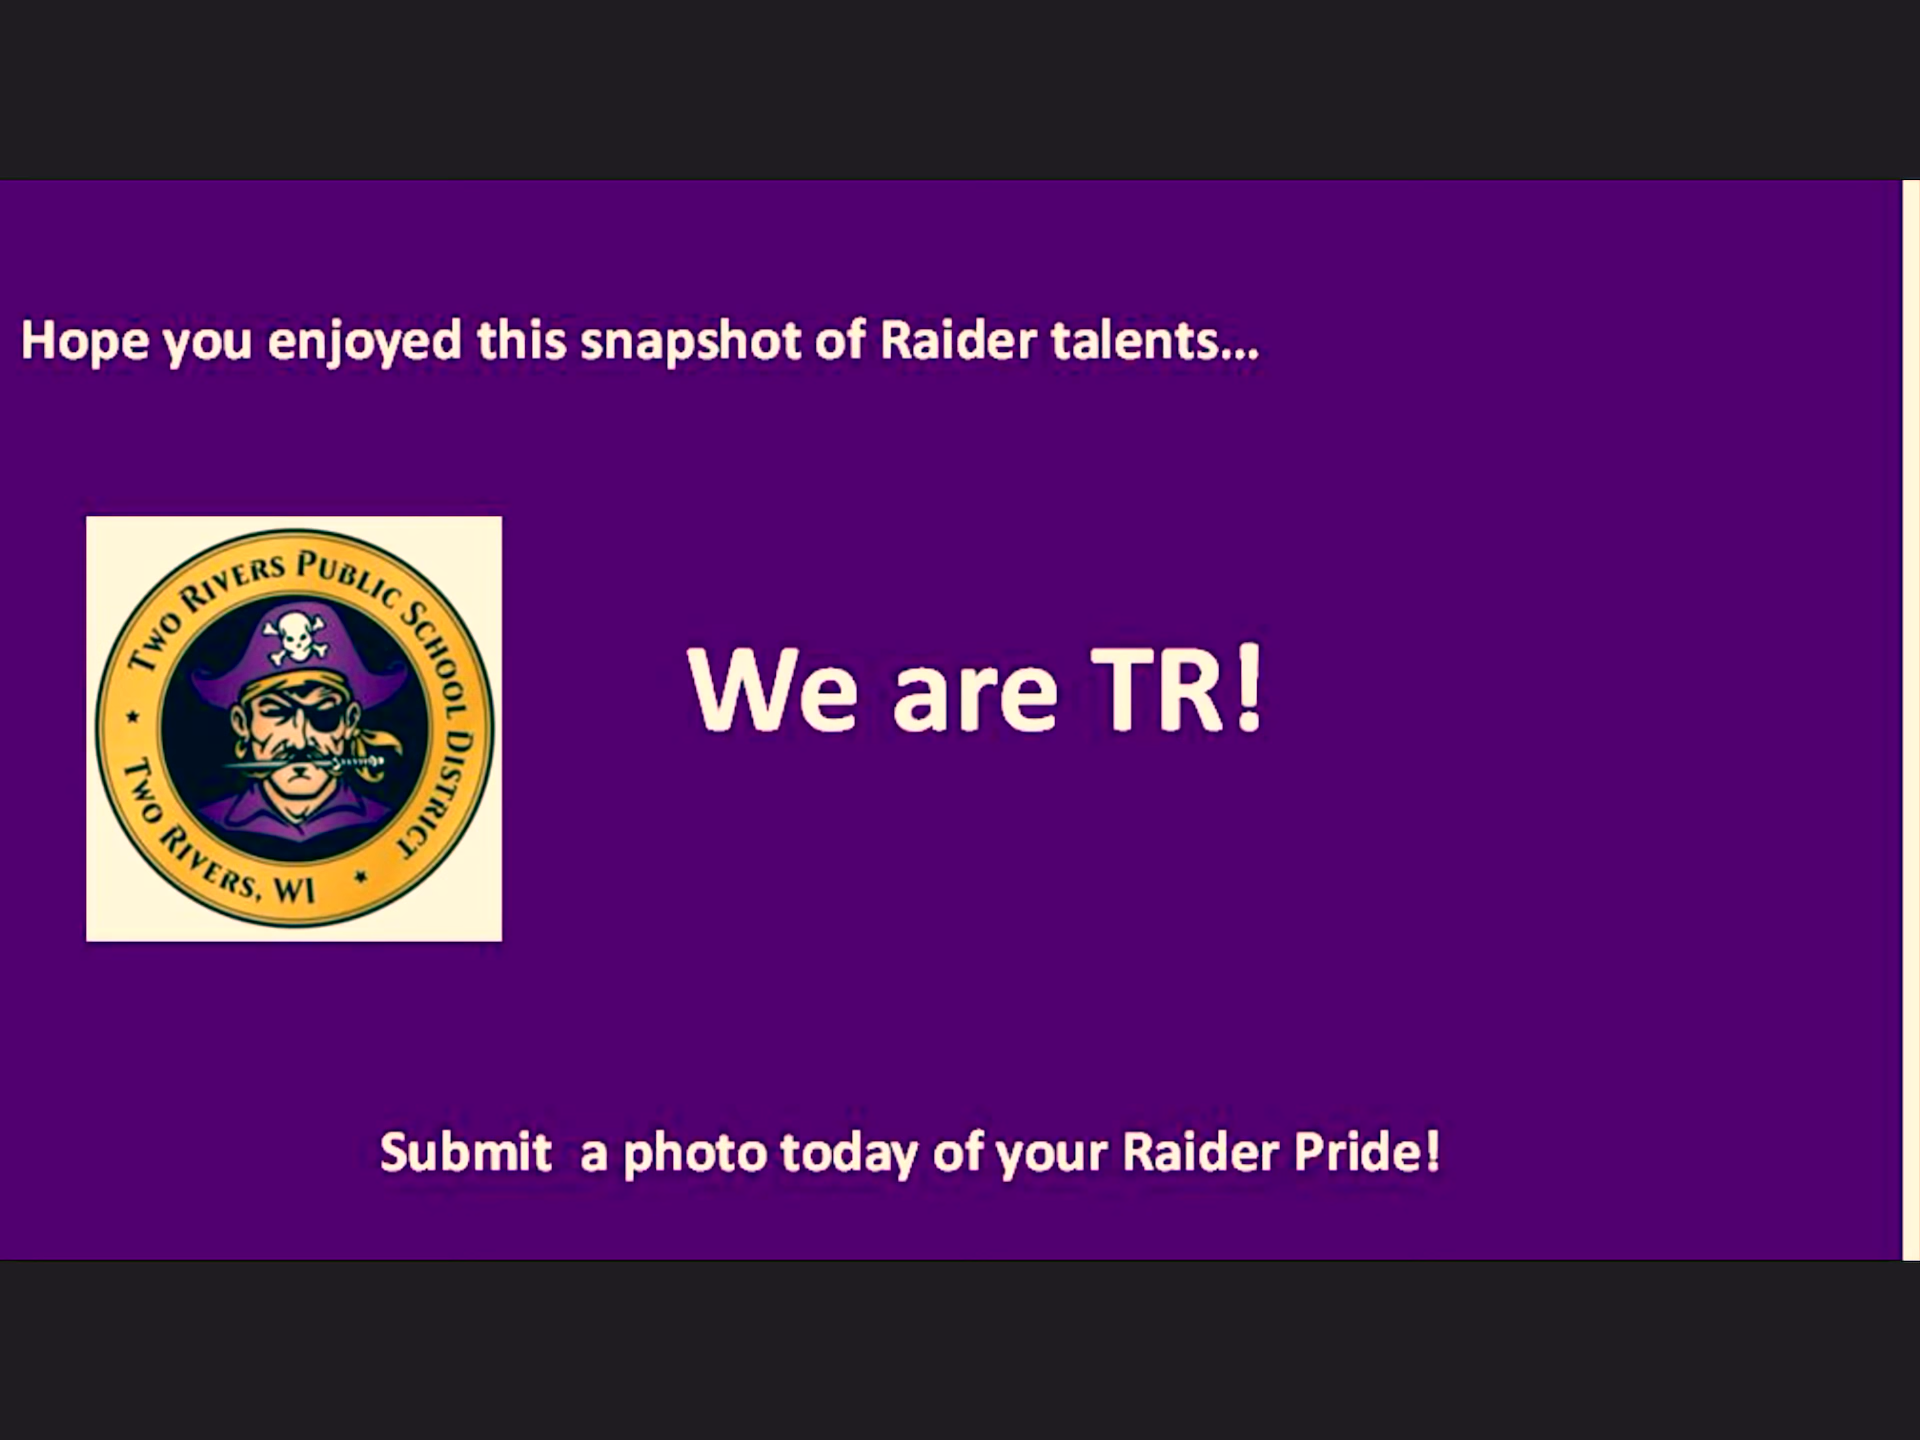 Hope you enjoyed this snapshot of Raider talents...
TWO RIVERS PUBLIC SCHOOL DISTRICT
TWO RIVERS, WI
We are TR!
Submit  a photo today of your Raider Pride!